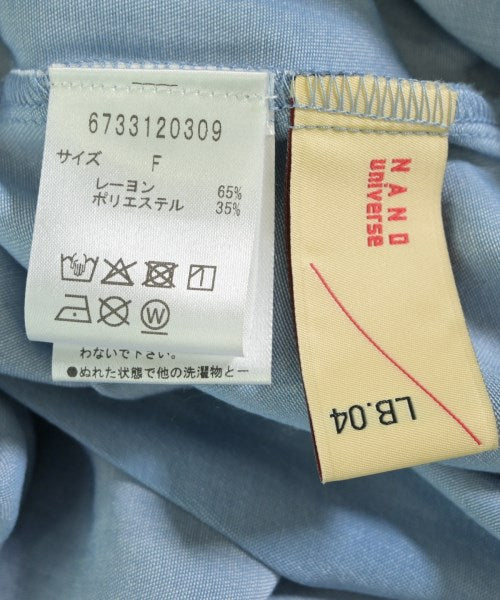 6733120309
サイズ F
レーヨン 65%
ポリエステル 35%
W
わないで下さい。
●ぬれた状態で他の洗濯物と一
NANO
universe
LB.04